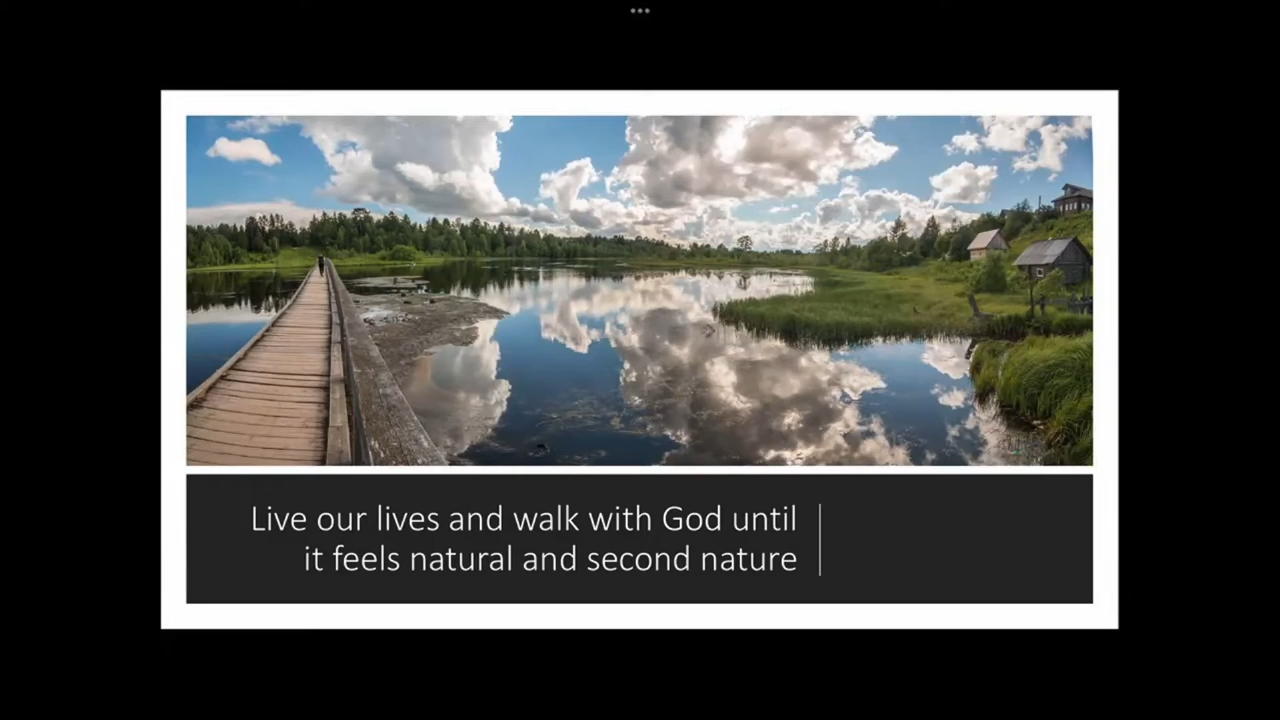 Live our lives and walk with God until
it feels natural and second nature